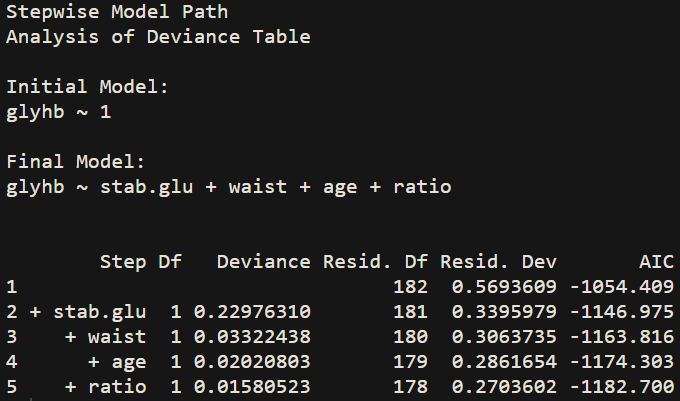 Stepwise Model Path
Analysis of Deviance Table

Initial Model:
glyhb ~ 1

Final Model:
glyhb ~ stab.glu + waist + age + ratio


        Step Df   Deviance Resid. Df Resid. Dev       AIC
1                                182  0.5693609 -1054.409
2 + stab.glu  1 0.22976310       181  0.3395979 -1146.975
3    + waist  1 0.03322438       180  0.3063735 -1163.816
4      + age  1 0.02020803       179  0.2861654 -1174.303
5    + ratio  1 0.01580523       178  0.2703602 -1182.700